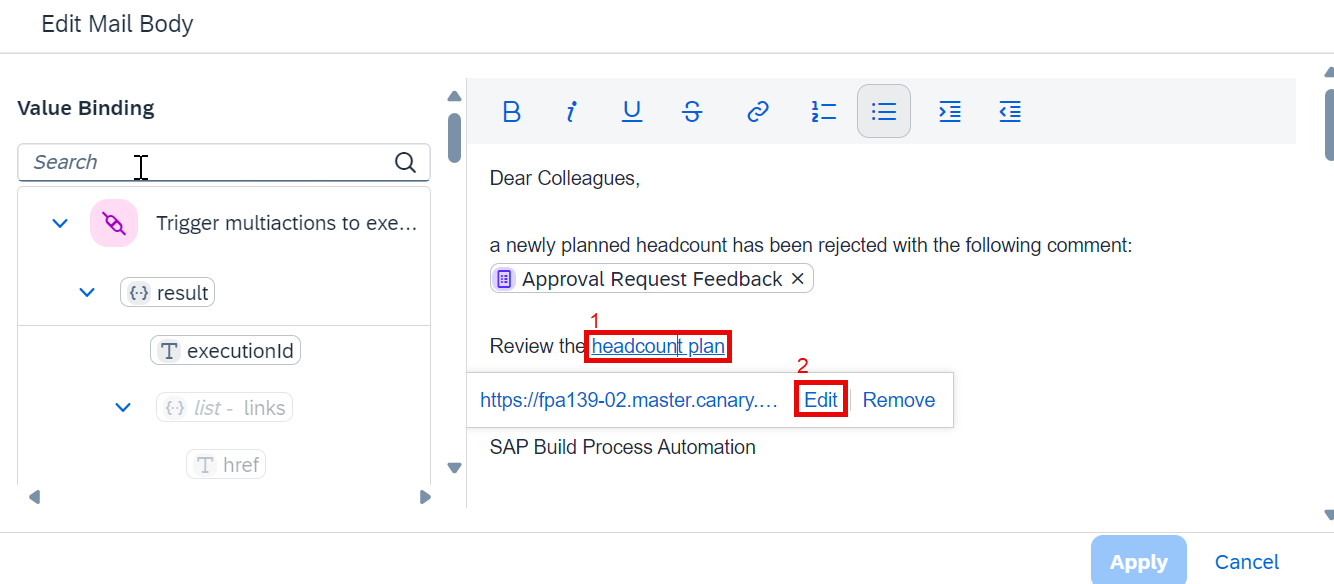 Edit Mail Body
Value Binding
Search
Trigger multiactions to exe...
result
executionId
list - links
href
Dear Colleagues,
a newly planned headcount has been rejected with the following comment:
Approval Request Feedback
1
Review the headcount plan
2
https://fpa139-02.master.canary.... Edit Remove
SAP Build Process Automation
Apply Cancel